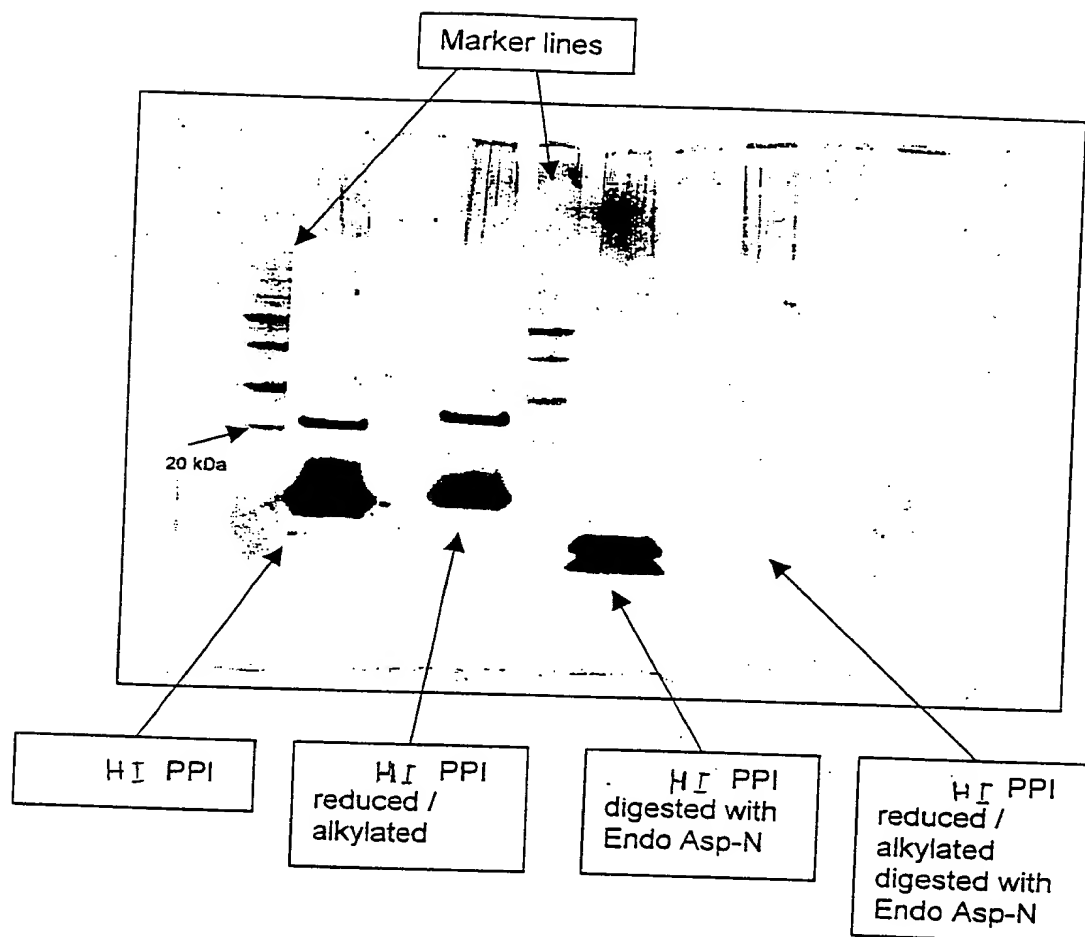 Marker lines
20 kDa
HI PPI
HI PPI
reduced /
alkylated
HI PPI
digested with
Endo Asp-N
HI PPI
reduced /
alkylated
digested with
Endo Asp-N